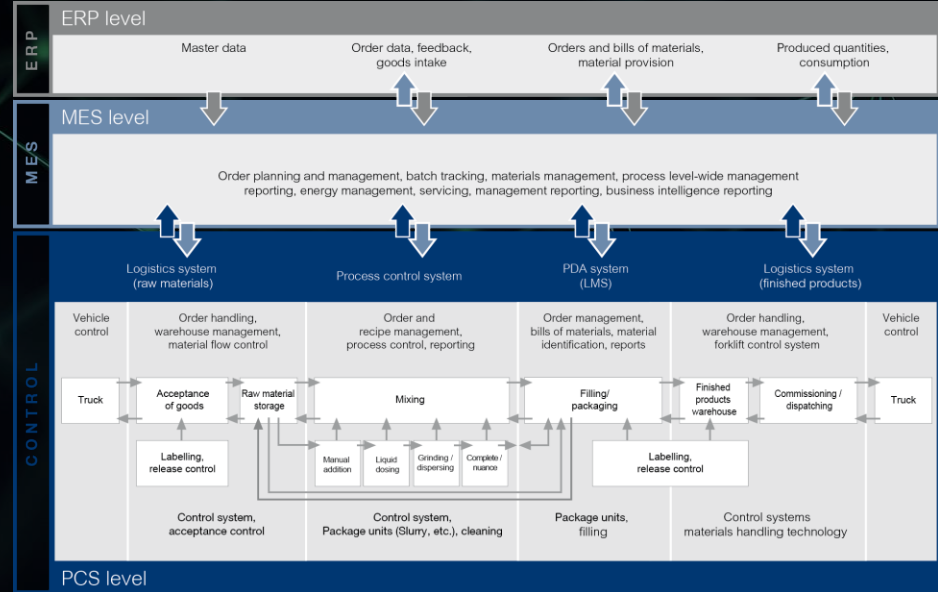 ERP
ERP level
Master data
Order data, feedback,
goods intake
Orders and bills of materials,
material provision
Produced quantities,
consumption
MES
MES level
Order planning and management, batch tracking, materials management, process level-wide management
reporting, energy management, servicing, management reporting, business intelligence reporting
CONTROL
Logistics system
(raw materials)
Process control system
PDA system
(LMS)
Logistics system
(finished products)
Vehicle
control
Order handling,
warehouse management,
material flow control
Order and
recipe management,
process control, reporting
Order management,
bills of materials, material
identification, reports
Order handling,
warehouse management,
forklift control system
Vehicle
control
Truck
Acceptance
of goods
Raw material
storage
Mixing
Filling/
packaging
Finished
products
warehouse
Commissioning /
dispatching
Truck
Labelling,
release control
Manual
addition
Liquid
dosing
Grinding /
dispersing
Complete /
nuance
Labelling,
release control
Control system,
acceptance control
Control system,
Package units (Slurry, etc.), cleaning
Package units,
filling
Control systems
materials handling technology
PCS level